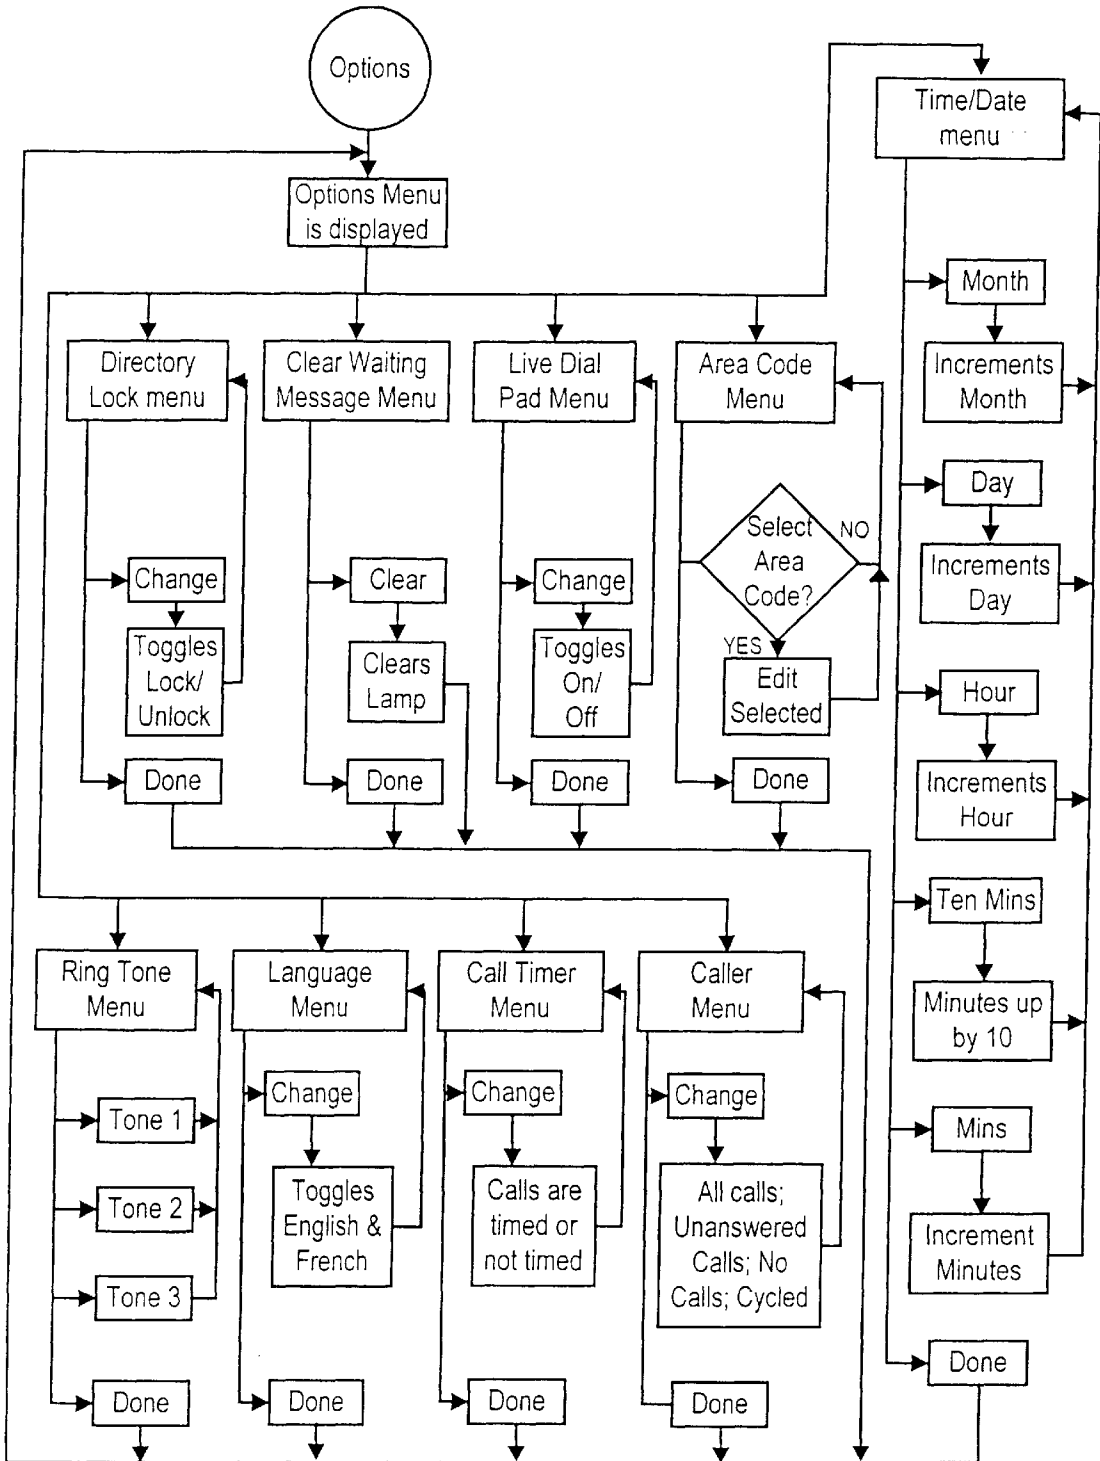 Options
Time/Date
menu
Options Menu
is displayed
Month
Increments
Month
Directory
Lock menu
Clear Waiting
Message Menu
Live Dial
Pad Menu
Area Code
Menu
Day
Increments
Day
Select
Area
Code?
NO
YES
Edit
Selected
Change
Toggles
Lock/
Unlock
Clear
Clears
Lamp
Change
Toggles
On/
Off
Hour
Increments
Hour
Done
Done
Done
Done
Ten Mins
Minutes up
by 10
Ring Tone
Menu
Language
Menu
Call Timer
Menu
Caller
Menu
Tone 1
Tone 2
Tone 3
Change
Toggles
English &
French
Change
Calls are
timed or
not timed
Change
All calls;
Unanswered
Calls; No
Calls; Cycled
Mins
Increment
Minutes
Done
Done
Done
Done
Done